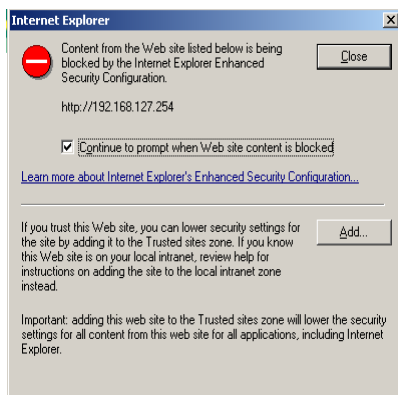 Internet Explorer
Content from the Web site listed below is being
blocked by the Internet Explorer Enhanced
Security Configuration.
Close
http://192.168.127.254
Continue to prompt when Web site content is blocked
Learn more about Internet Explorer's Enhanced Security Configuration...
If you trust this Web site, you can lower security settings for
the site by adding it to the Trusted sites zone. If you know
this Web site is on your local intranet, review help for
instructions on adding the site to the local intranet zone
instead.
Add...
Important: adding this web site to the Trusted sites zone will lower the security
settings for all content from this web site for all applications, including Internet
Explorer.